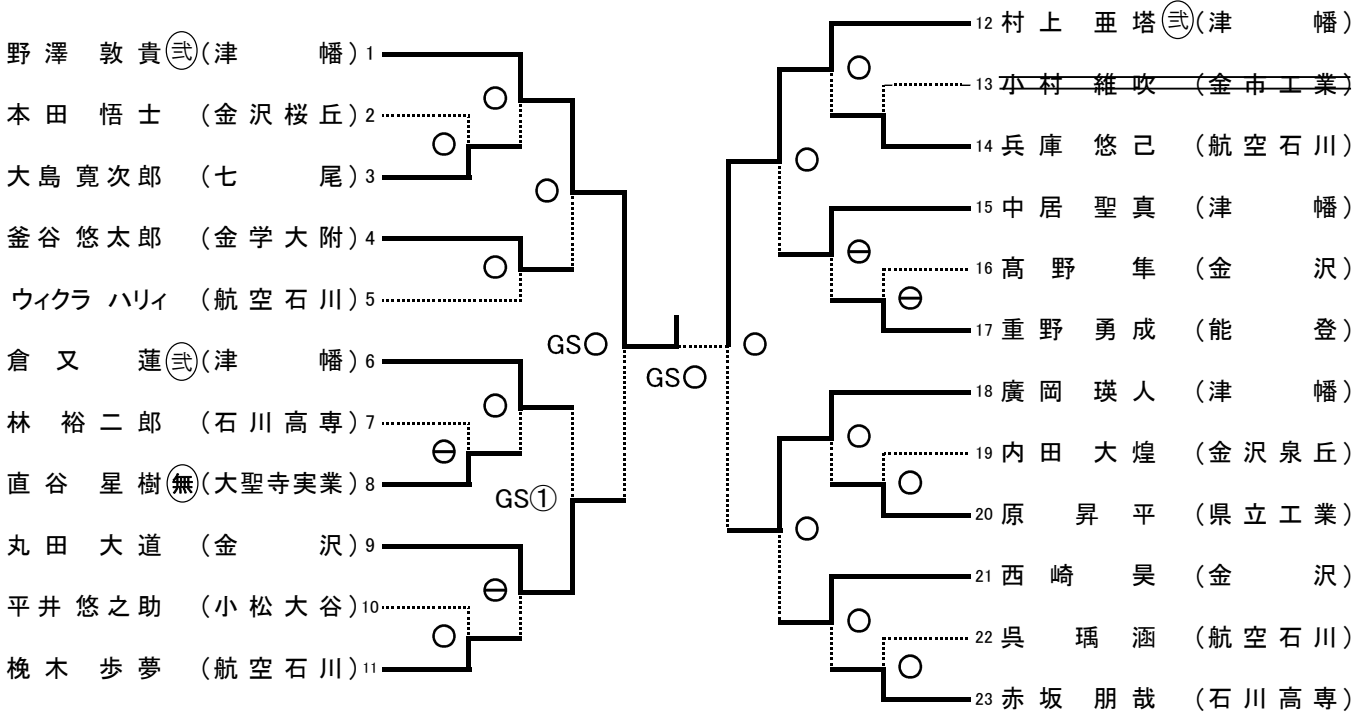 野澤 敦貴㊁(津幡) 1
本田 悟士 (金沢桜丘) 2
大島 寛次郎 (七尾) 3
釜谷 悠太郎 (金学大附) 4
ウィクラ ハリィ (航空石川) 5
倉又 蓮弐(津幡) 6
林 裕二郎 (石川高専) 7
直谷 星樹無(大聖寺実業) 8
丸田 大道 (金沢) 9
平井 悠之助 (小松大谷) 10
桵木 歩夢 (航空石川) 11
GS○
GS①
GS○
12 村上 亜塔弐(津幡)
13 小村 維吹 (金市工業)
14 兵庫 悠己 (航空石川)
15 中居 聖真 (津幡)
16 髙野 隼 (金沢)
17 重野 勇成 (能登)
18 廣岡 瑛人 (津幡)
19 内田 大煌 (金沢泉丘)
20 原 昇平 (県立工業)
21 西崎 昊 (金沢)
22 呉 瑀涵 (航空石川)
23 赤坂 朋哉 (石川高専)